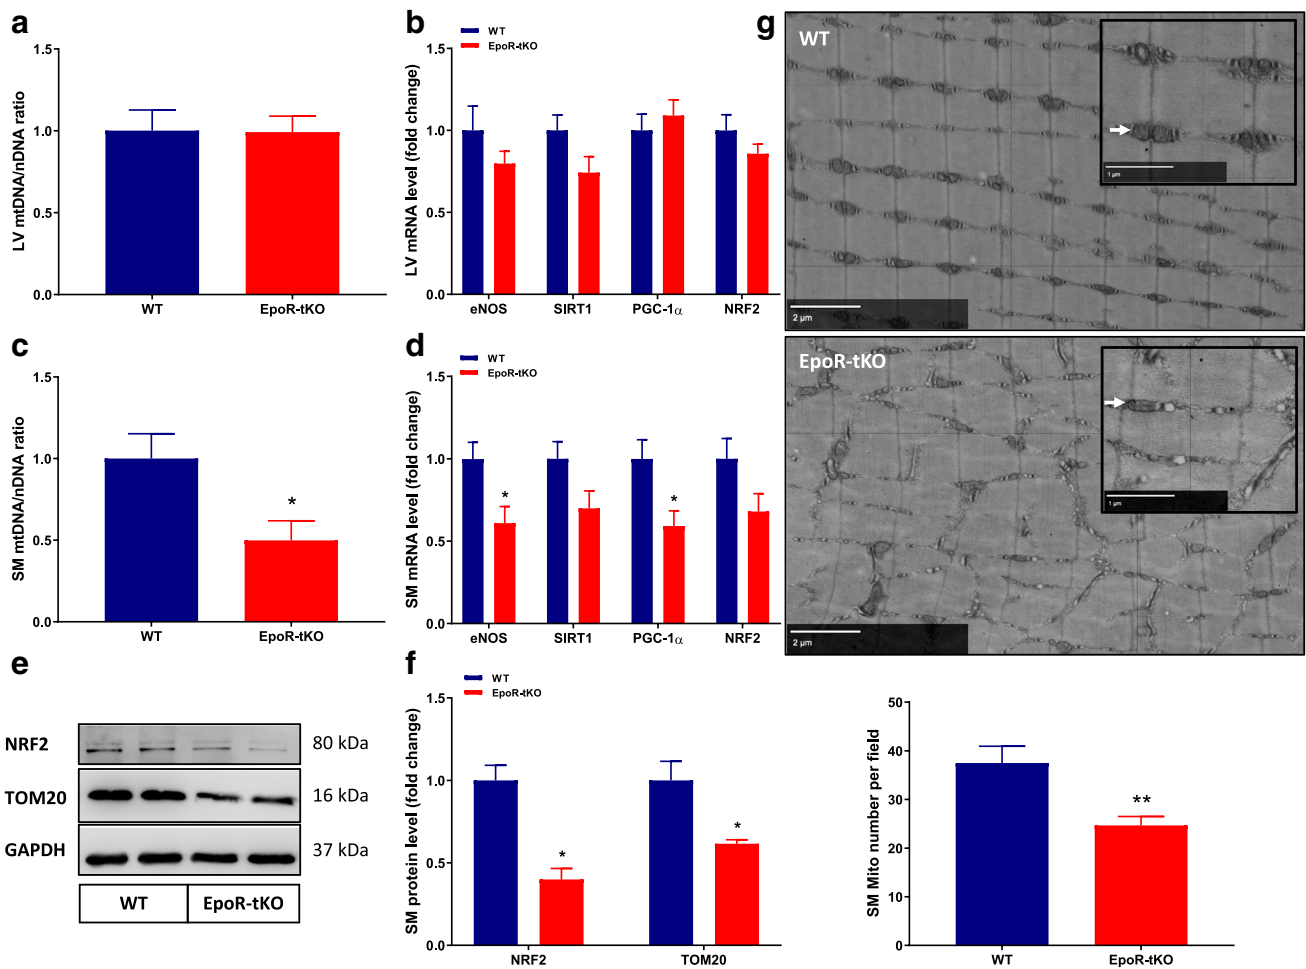 a
LV mtDNA/nDNA ratio
1.5
1.0
0.5
0.0
WT
EpoR-tKO
b
WT
EpoR-tKO
LV mRNA level (fold change)
1.5
1.0
0.5
0.0
eNOS
SIRT1
PGC-1α
NRF2
c
SM mtDNA/nDNA ratio
1.5
1.0
0.5
0.0
*
WT
EpoR-tKO
d
WT
EpoR-tKO
SM mRNA level (fold change)
1.5
1.0
0.5
0.0
*
*
eNOS
SIRT1
PGC-1α
NRF2
e
NRF2
80 kDa
TOM20
16 kDa
GAPDH
37 kDa
WT
EpoR-tKO
f
WT
EpoR-tKO
SM protein level (fold change)
1.5
1.0
0.5
0.0
*
*
NRF2
TOM20
g
WT
1 µm
2 µm
EpoR-tKO
1 µm
2 µm
SM Mito number per field
50
40
30
20
10
0
**
WT
EpoR-tKO